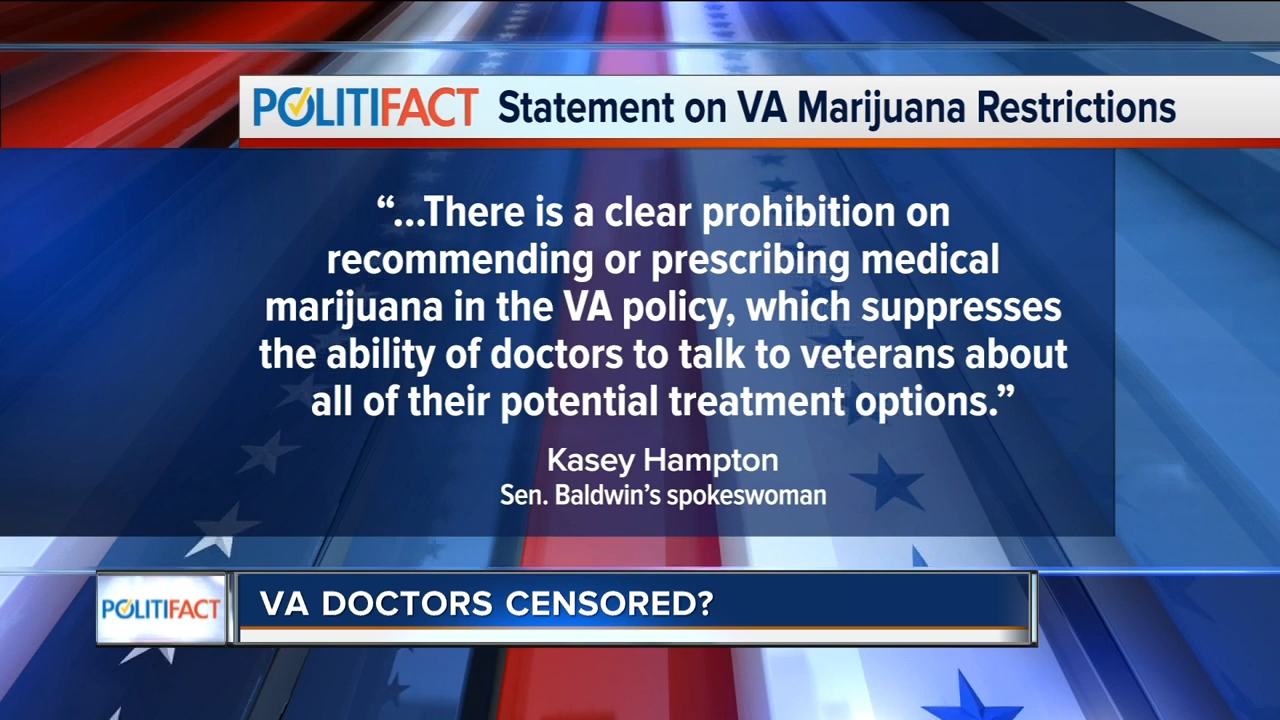 POLITIFACT Statement on VA Marijuana Restrictions
“...There is a clear prohibition on
recommending or prescribing medical
marijuana in the VA policy, which suppresses
the ability of doctors to talk to veterans about
all of their potential treatment options.”
Kasey Hampton
Sen. Baldwin’s spokeswoman
POLITIFACT VA DOCTORS CENSORED?